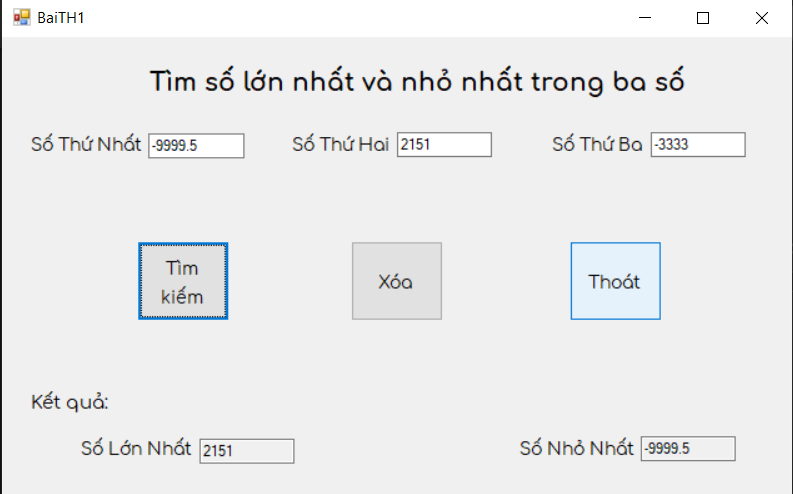 BaiTH1
Tìm số lớn nhất và nhỏ nhất trong ba số
Số Thứ Nhất -9999.5 Số Thứ Hai 2151 Số Thứ Ba -3333
Tìm
kiếm
Xóa
Thoát
Kết quả:
Số Lớn Nhất 2151 Số Nhỏ Nhất -9999.5